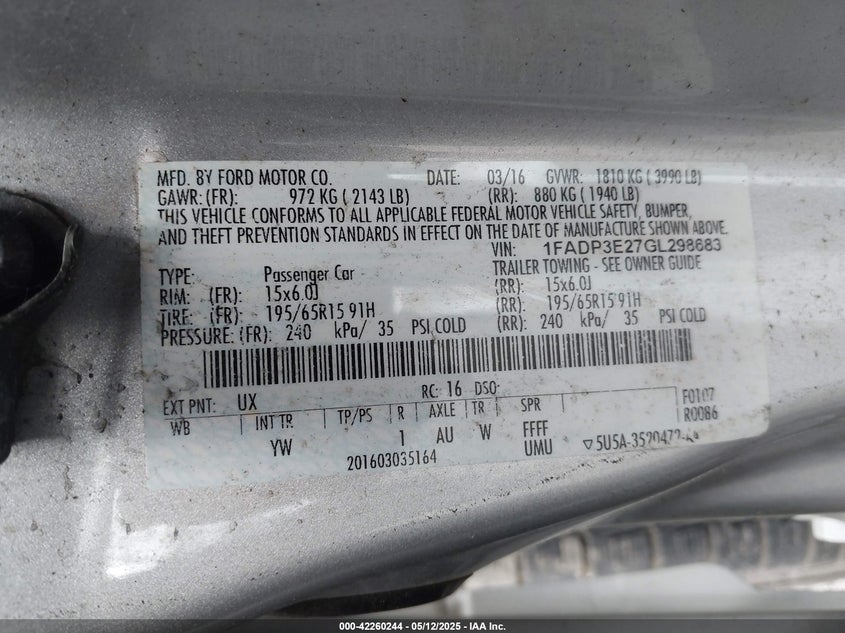 MFD. BY FORD MOTOR CO. DATE: 03/16 GVWR: 1810 KG ( 3990 LB)
GAWR: (FR): 972 KG ( 2143 LB) (RR): 880 KG ( 1940 LB)
THIS VEHICLE CONFORMS TO ALL APPLICABLE FEDERAL MOTOR VEHICLE SAFETY, BUMPER,
AND THEFT PREVENTION STANDARDS IN EFFECT ON THE DATE OF MANUFACTURE SHOWN ABOVE.
VIN: 1FADP3E27GL298683
TYPE: Passenger Car TRAILER TOWING - SEE OWNER GUIDE
RIM: (FR): 15x6.0J (RR): 15x6.0J
TIRE: (FR): 195/65R15 91H (RR): 195/65R15 91H
PRESSURE: (FR): 240 kPa/ 35 PSI COLD (RR): 240 kPa/ 35 PSI COLD
EXT PNT: UX RC: 16 DSO: F0107
WB INT TR TP/PS R AXLE TR SPR R0086
YW 1 AU W FFFF
UMU
201603035164 ▽5U5A-3520472-
000-42260244 - 05/12/2025 - IAA Inc.